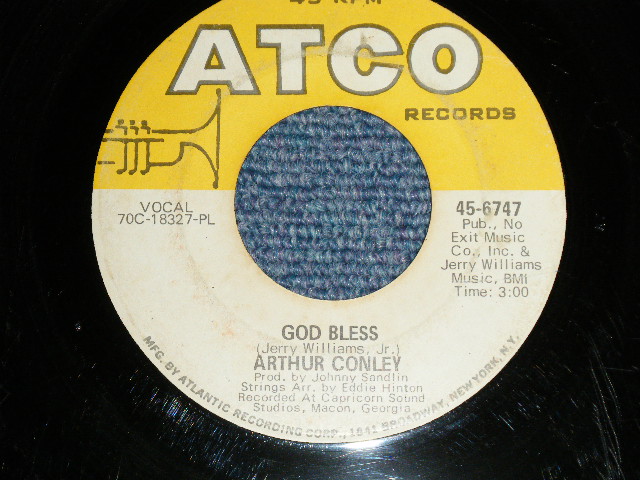 45 RPM
ATCO
RECORDS
VOCAL
70C-18327-PL
45-6747
Pub., No
Exit Music
Co., Inc. &
Jerry Williams
Music, BMI
Time: 3:00
GOD BLESS
(Jerry Williams, Jr.)
ARTHUR CONLEY
Prod. by Johnny Sandlin
Strings Arr. by Eddie Hinton
Recorded At Capricorn Sound
Studios, Macon, Georgia
MFG. BY ATLANTIC RECORDING CORP., 1841 BROADWAY, NEW YORK, N.Y.